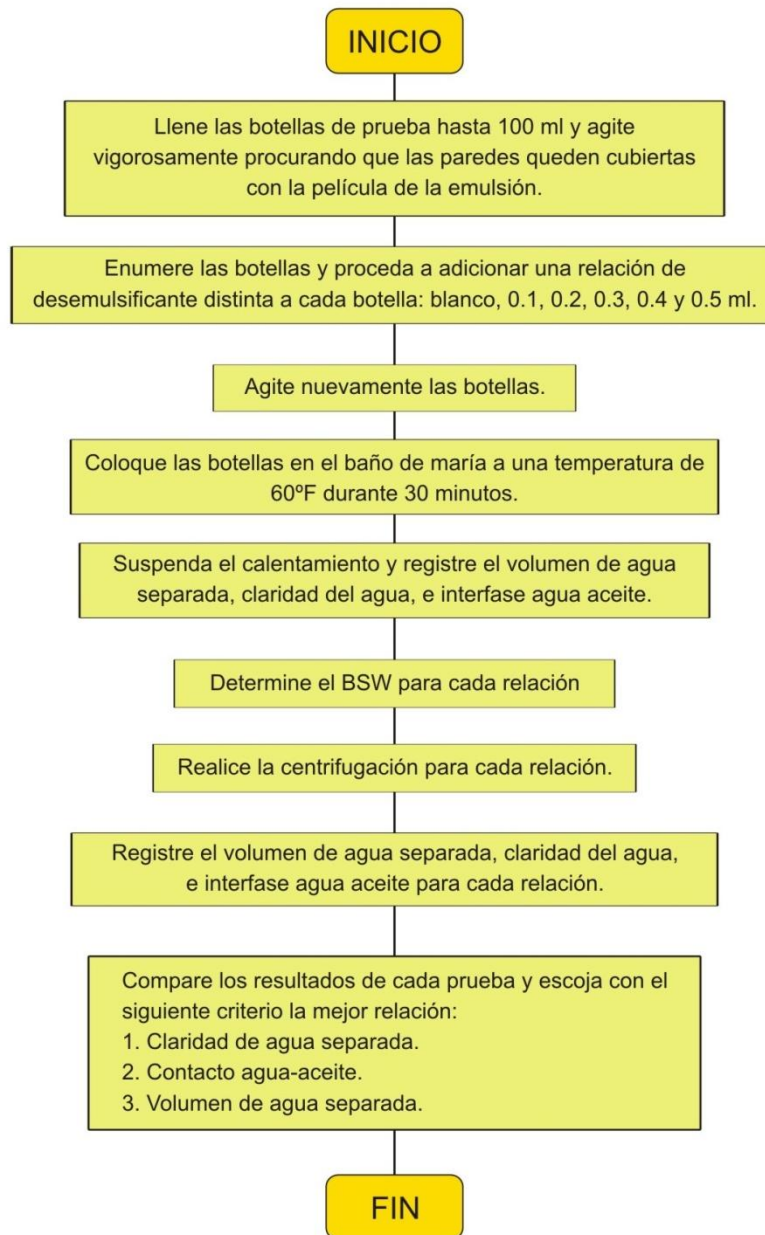 INICIO
Llene las botellas de prueba hasta 100 ml y agite
vigorosamente procurando que las paredes queden cubiertas
con la película de la emulsión.
Enumere las botellas y proceda a adicionar una relación de
desemulsificante distinta a cada botella: blanco, 0.1, 0.2, 0.3, 0.4 y 0.5 ml.
Agite nuevamente las botellas.
Coloque las botellas en el baño de maría a una temperatura de
60ºF durante 30 minutos.
Suspenda el calentamiento y registre el volumen de agua
separada, claridad del agua, e interfase agua aceite.
Determine el BSW para cada relación
Realice la centrifugación para cada relación.
Registre el volumen de agua separada, claridad del agua,
e interfase agua aceite para cada relación.
Compare los resultados de cada prueba y escoja con el
siguiente criterio la mejor relación:
1. Claridad de agua separada.
2. Contacto agua-aceite.
3. Volumen de agua separada.
FIN